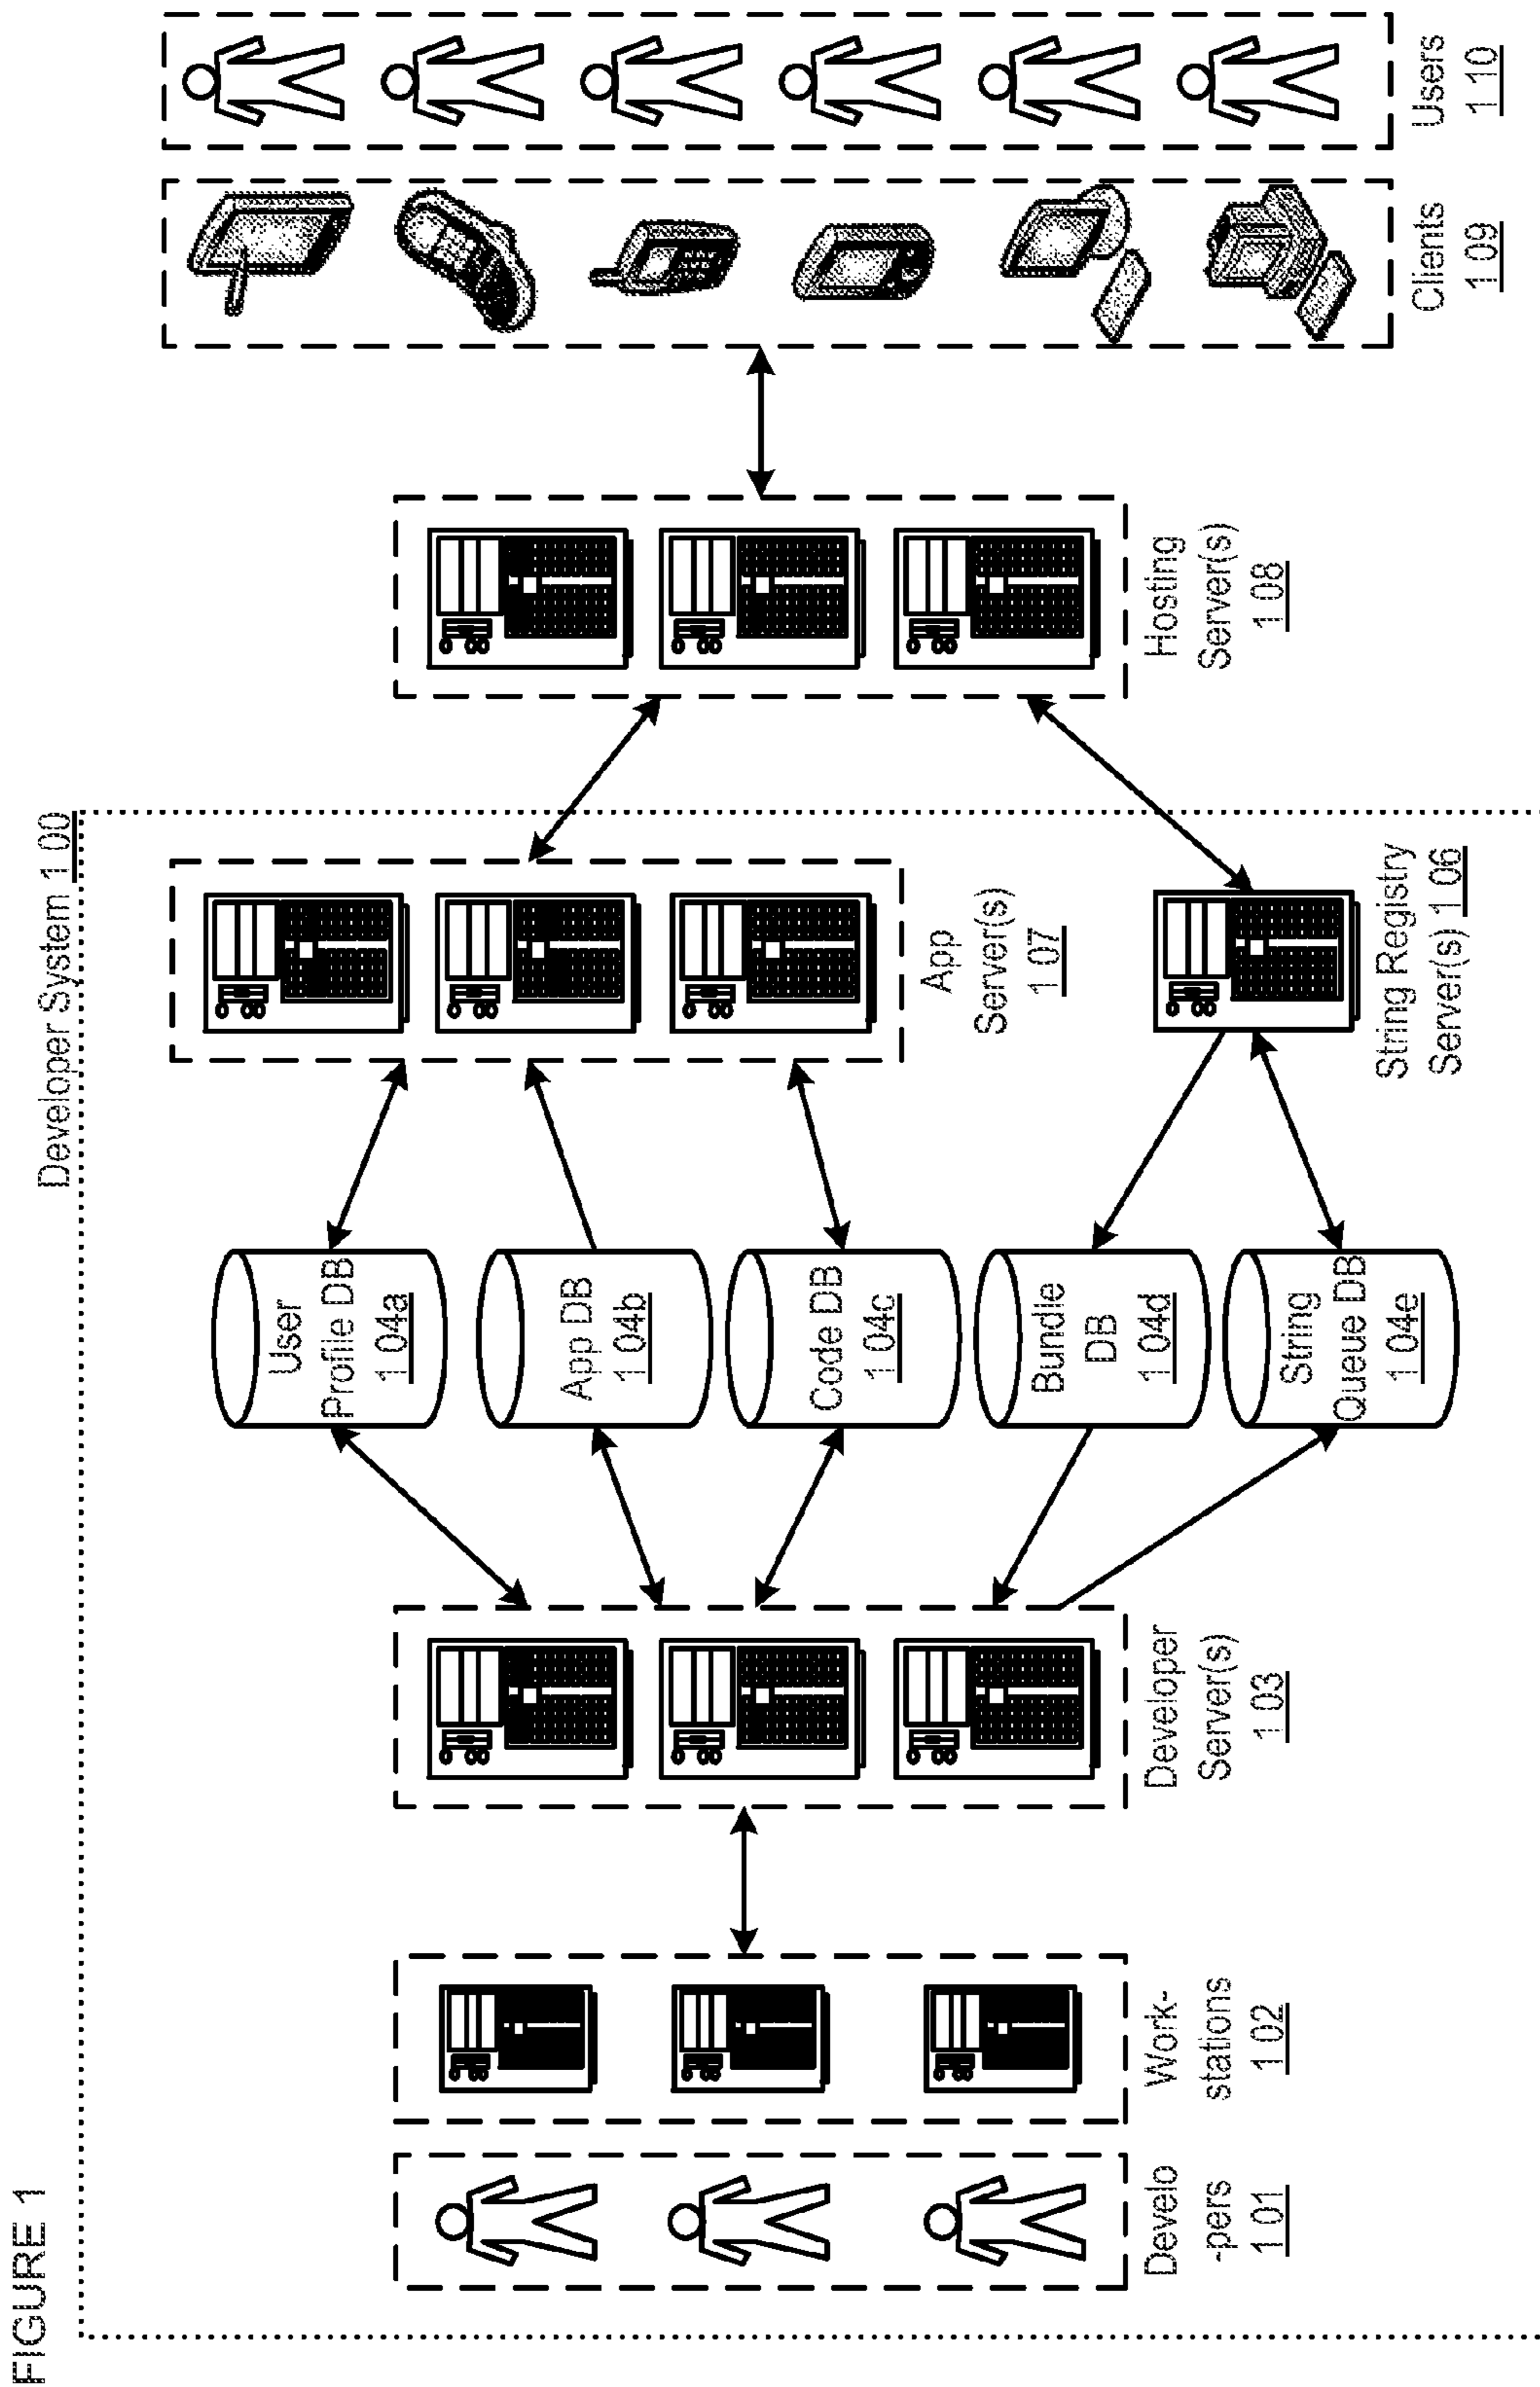 FIGURE 1
Developer System 100
Develo
-pers
101
Work-
stations
102
Developer
Server(s)
103
User
Profile DB
104a
App DB
104b
Code DB
104c
Bundle
DB
104d
String
Queue DB
104e
App
Server(s)
107
String Registry
Server(s) 106
Hosting
Server(s)
108
Clients
109
Users
110